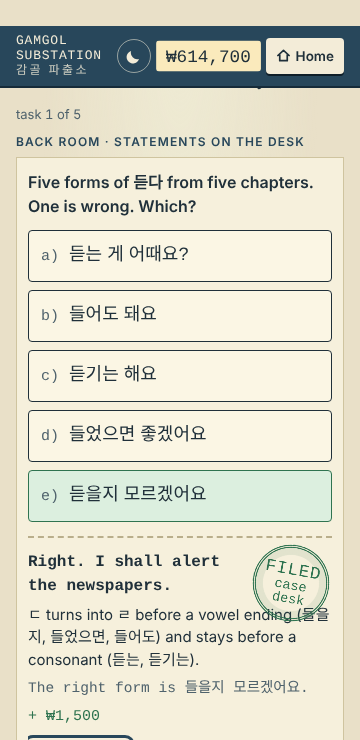 GAMGOL
SUBSTATION
감골 파출소
₩614,700
Home
task 1 of 5
BACK ROOM · STATEMENTS ON THE DESK
Five forms of 듣다 from five chapters.
One is wrong. Which?
a) 듣는 게 어때요?
b) 들어도 돼요
c) 듣기는 해요
d) 들었으면 좋겠어요
e) 듣을지 모르겠어요
Right. I shall alert
the newspapers.
FILED
case
desk
ㄷ turns into ㄹ before a vowel ending (들을
지, 들었으면, 들어도) and stays before a
consonant (듣는, 듣기는).
The right form is 들을지 모르겠어요.
+ ₩1,500